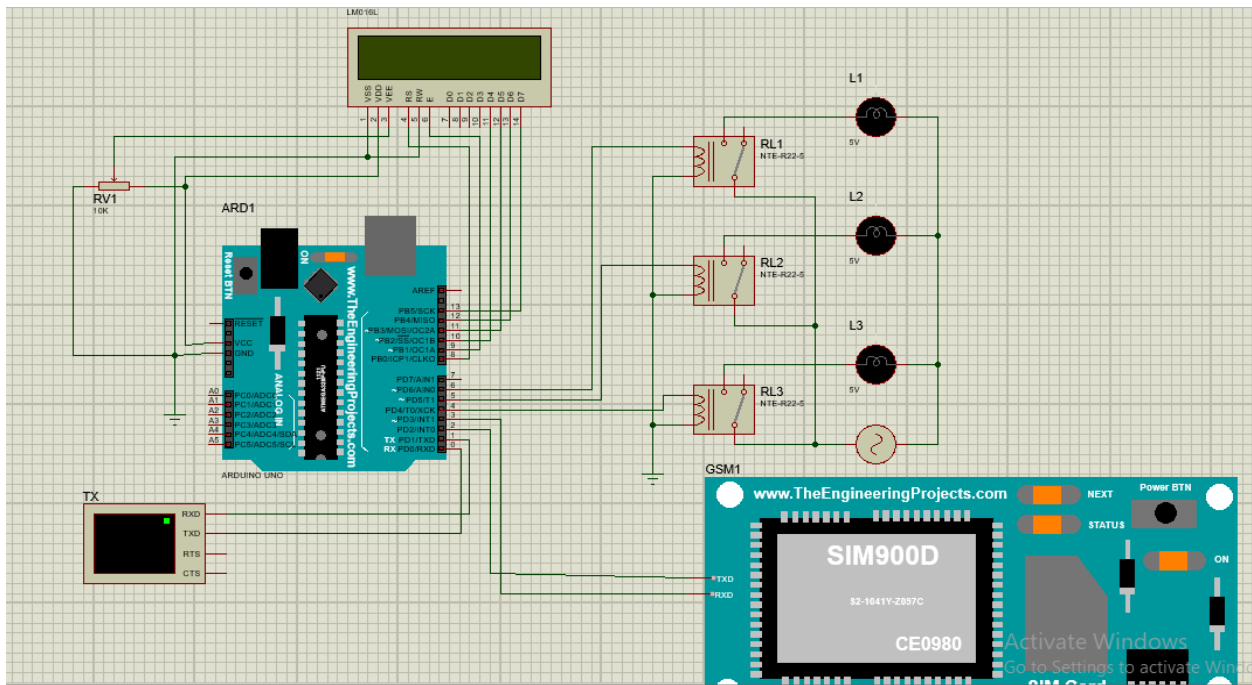 LM016L
VSS
VDD
VEE
RS
RW
E
D0
D1
D2
D3
D4
D5
D6
D7
1
2
3
4
5
6
7
8
9
10
11
12
13
14
RV1
10K
ARD1
Reset BTN
ON
www.TheEngineeringProjects.com
AREF
PB5/SCK
13
PB4/MISO
12
~PB3/MOSI/OC2A
11
~PB2/SS/OC1B
10
~PB1/OC1A
9
PB0/ICP1/CLKO
8
RESET
VCC
GND
ANALOG IN
A0
PC0/ADC0
A1
PC1/ADC1
A2
PC2/ADC2
A3
PC3/ADC3
A4
PC4/ADC4/SDA
A5
PC5/ADC5/SCL
PD7/AIN1
7
~PD6/AIN0
6
~PD5/T1
5
PD4/T0/XCK
4
~PD3/INT1
3
PD2/INT0
2
TX PD1/TXD
1
RX PD0/RXD
0
ARDUINO UNO
TX
RXD
TXD
RTS
CTS
L1
5V
RL1
NTE-R22-5
L2
5V
RL2
NTE-R22-5
L3
5V
RL3
NTE-R22-5
GSM1
www.TheEngineeringProjects.com
NEXT
Power BTN
STATUS
ON
SIM900D
S2-1041Y-Z097C
CE0980
TXD
RXD
SIM Card
Activate Windows
Go to Settings to activate Windo